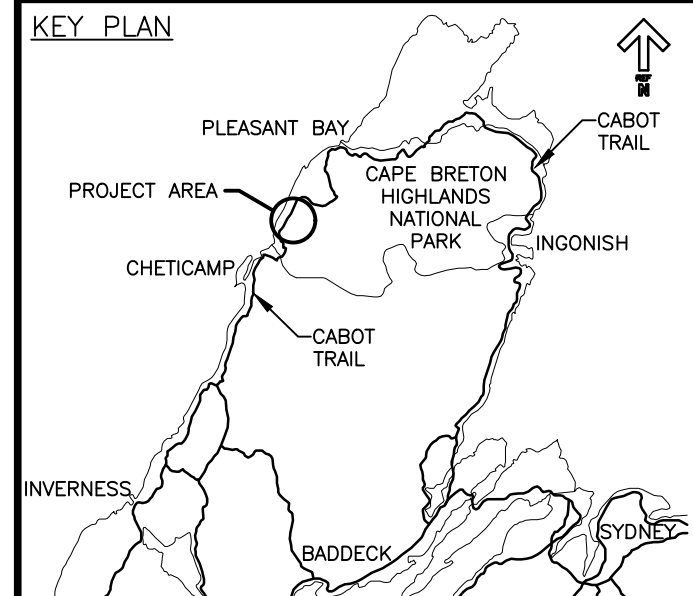 KEY PLAN
REF
N
PLEASANT BAY
CABOT
TRAIL
CAPE BRETON
HIGHLANDS
NATIONAL
PARK
PROJECT AREA
INGONISH
CHETICAMP
CABOT
TRAIL
INVERNESS
BADDECK
SYDNEY